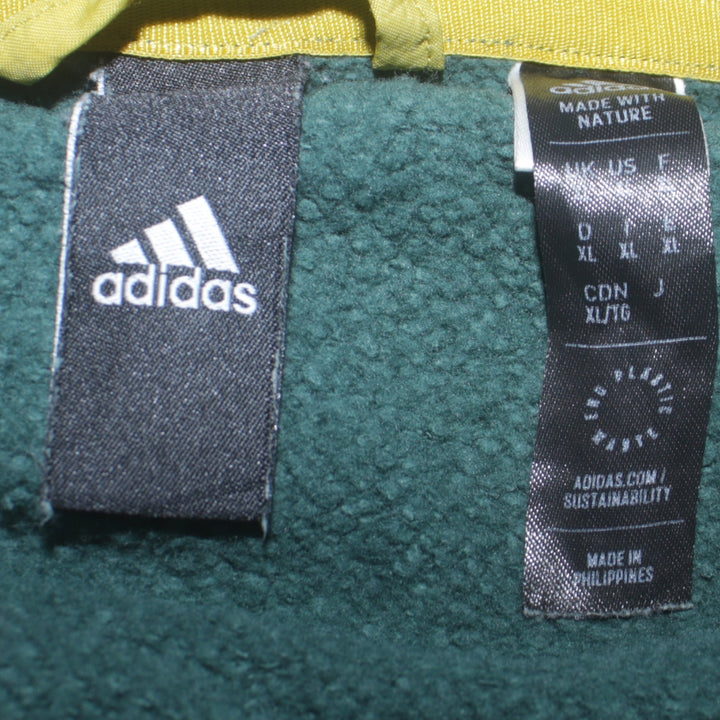 adidas
adidas
MADE WITH
NATURE
UK US F
D I E
XL XL XL
CDN J
XL/TG
END PLASTIC WASTE
ADIDAS.COM/
SUSTAINABILITY
MADE IN
PHILIPPINES